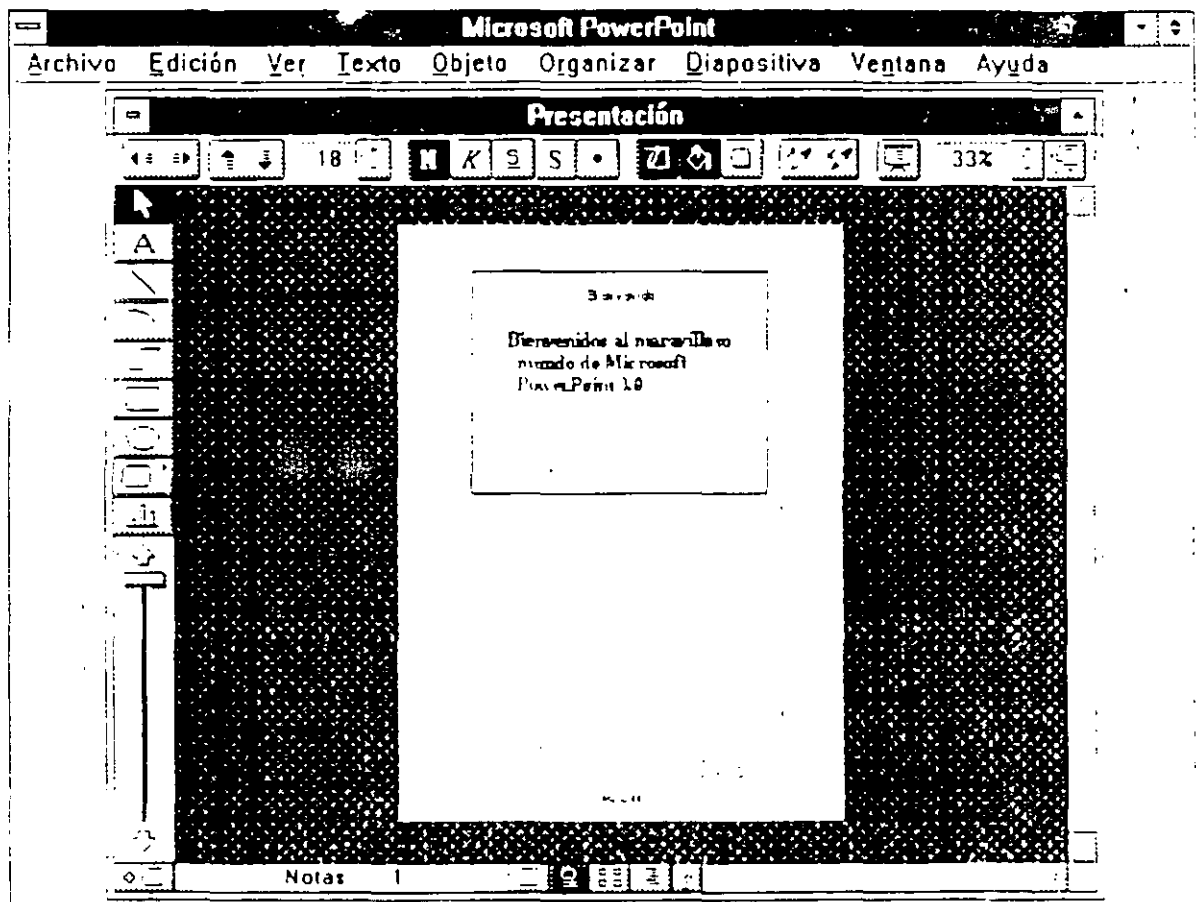 Microsoft PowerPoint
Archivo Edición Ver Texto Objeto Organizar Diapositiva Ventana Ayuda
Presentación
18 N K S S 33%
A
Bienvenidos al maravilloso
mundo de Microsoft
PowerPoint 3.0
Notas 1